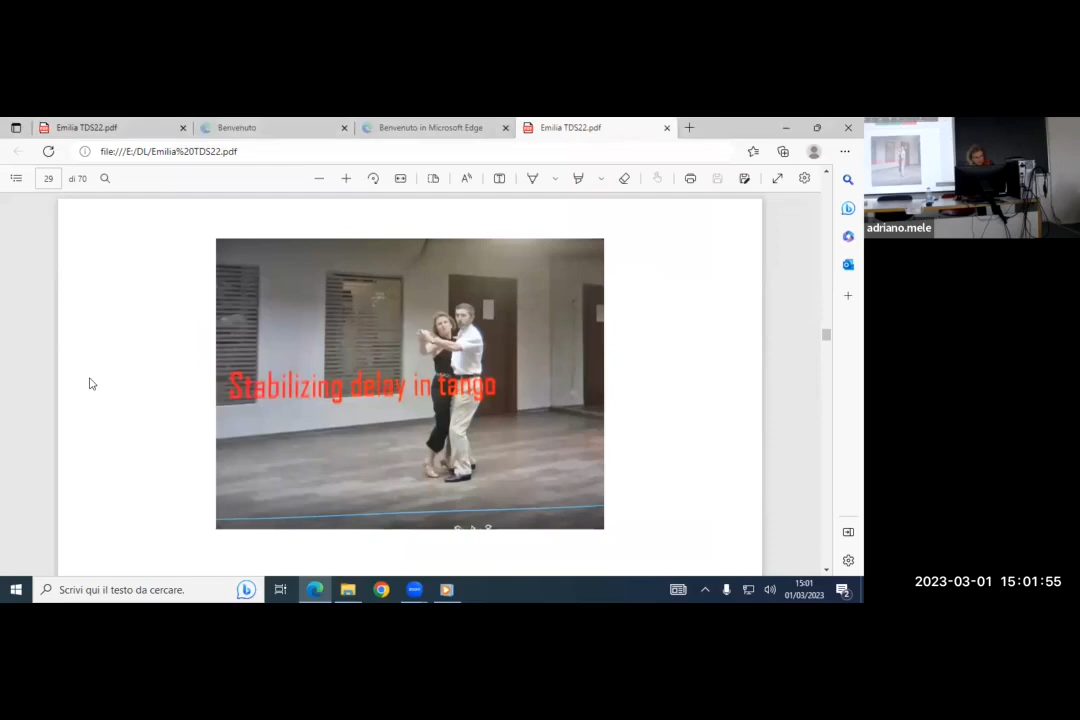 Emilia TDS22.pdf
Benvenuto
Benvenuto in Microsoft Edge
Emilia TDS22.pdf
file:///E:/DL/Emilia%20TDS22.pdf
29 di 70
adriano.mele
Stabilizing delay in tango
Scrivi qui il testo da cercare.
15:01
01/03/2023
2
2023-03-01 15:01:55